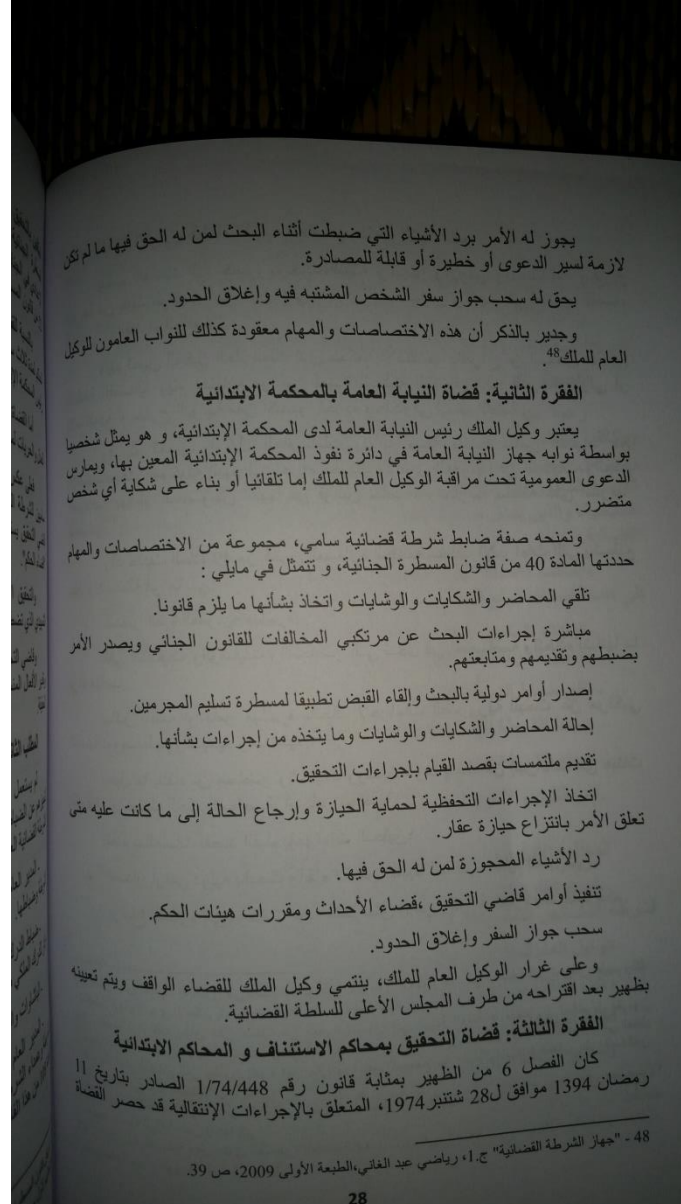 يجوز له الأمر برد الأشياء التي ضبطت أثناء البحث لمن له الحق فيها ما لم تكن
لازمة لسير الدعوى أو خطيرة أو قابلة للمصادرة.
يحق له سحب جواز سفر الشخص المشتبه فيه وإغلاق الحدود.
وجدير بالذكر أن هذه الاختصاصات والمهام معقودة كذلك للنواب العامون للوكيل
العام للملك48.
الفقرة الثانية: قضاة النيابة العامة بالمحكمة الابتدائية
يعتبر وكيل الملك رئيس النيابة العامة لدى المحكمة الإبتدائية، و هو يمثل شخصيا
بواسطة نوابه جهاز النيابة العامة في دائرة نفوذ المحكمة الإبتدائية المعين بها، ويمارس
الدعوى العمومية تحت مراقبة الوكيل العام للملك إما تلقائيا أو بناء على شكاية أي شخص
متضرر.
وتمنحه صفة ضابط شرطة قضائية سامي، مجموعة من الاختصاصات والمهام
حددتها المادة 40 من قانون المسطرة الجنائية، و تتمثل في مايلي :
تلقي المحاضر والشكايات والوشايات واتخاذ بشأنها ما يلزم قانونا.
مباشرة إجراءات البحث عن مرتكبي المخالفات للقانون الجنائي ويصدر الأمر
بضبطهم وتقديمهم ومتابعتهم.
إصدار أوامر دولية بالبحث وإلقاء القبض تطبيقا لمسطرة تسليم المجرمين.
إحالة المحاضر والشكايات والوشايات وما يتخذه من إجراءات بشأنها.
تقديم ملتمسات بقصد القيام بإجراءات التحقيق.
اتخاذ الإجراءات التحفظية لحماية الحيازة وإرجاع الحالة إلى ما كانت عليه متى
تعلق الأمر بانتزاع حيازة عقار.
رد الأشياء المحجوزة لمن له الحق فيها.
تنفيذ أوامر قاضي التحقيق ،قضاء الأحداث ومقررات هيئات الحكم.
سحب جواز السفر وإغلاق الحدود.
وعلى غرار الوكيل العام للملك، ينتمي وكيل الملك للقضاء الواقف ويتم تعيينه
بظهير بعد اقتراحه من طرف المجلس الأعلى للسلطة القضائية.
الفقرة الثالثة: قضاة التحقيق بمحاكم الاستئناف و المحاكم الابتدائية
كان الفصل 6 من الظهير بمثابة قانون رقم 1/74/448 الصادر بتاريخ 11
رمضان 1394 موافق ل28 شتنبر1974، المتعلق بالإجراءات الإنتقالية قد حصر القضاة
48 - "جهاز الشرطة القضائية" ج.1، رياضي عبد الغاني،الطبعة الأولى 2009، ص 39.
28